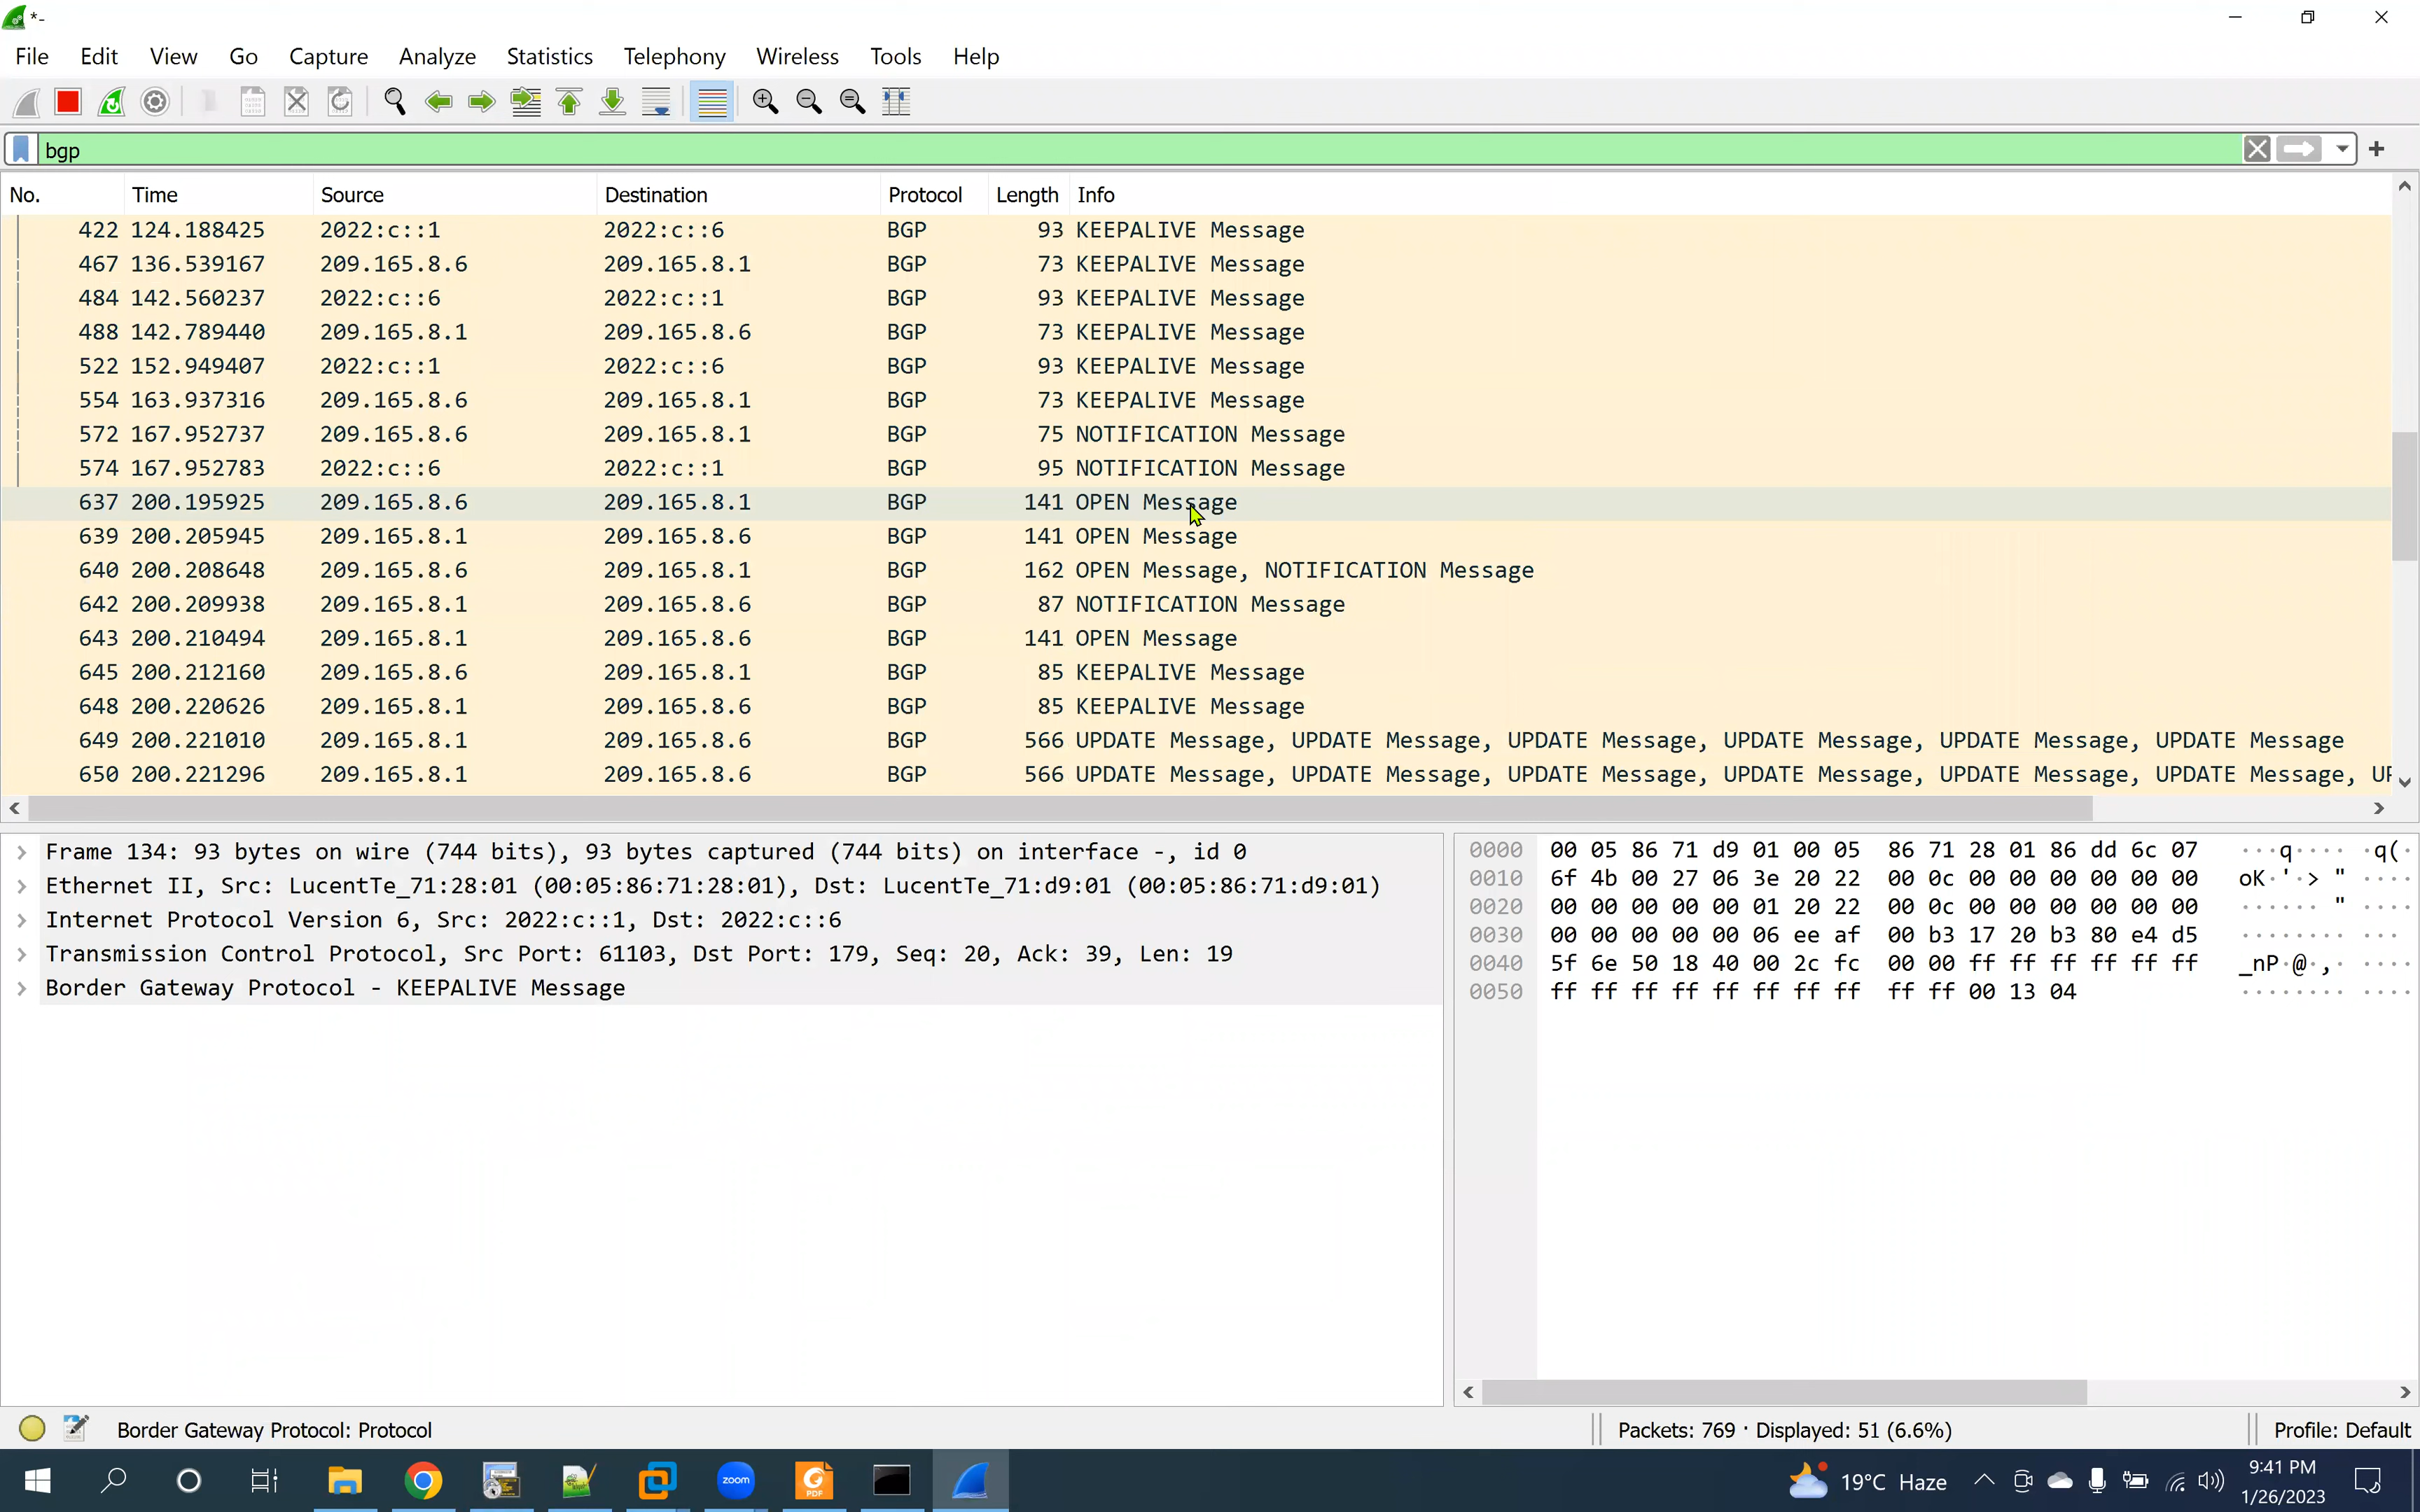 *-
File Edit View Go Capture Analyze Statistics Telephony Wireless Tools Help
bgp
No. Time Source Destination Protocol Length Info
422 124.188425 2022:c::1 2022:c::6 BGP 93 KEEPALIVE Message
467 136.539167 209.165.8.6 209.165.8.1 BGP 73 KEEPALIVE Message
484 142.560237 2022:c::6 2022:c::1 BGP 93 KEEPALIVE Message
488 142.789440 209.165.8.1 209.165.8.6 BGP 73 KEEPALIVE Message
522 152.949407 2022:c::1 2022:c::6 BGP 93 KEEPALIVE Message
554 163.937316 209.165.8.6 209.165.8.1 BGP 73 KEEPALIVE Message
572 167.952737 209.165.8.6 209.165.8.1 BGP 75 NOTIFICATION Message
574 167.952783 2022:c::6 2022:c::1 BGP 95 NOTIFICATION Message
637 200.195925 209.165.8.6 209.165.8.1 BGP 141 OPEN Message
639 200.205945 209.165.8.1 209.165.8.6 BGP 141 OPEN Message
640 200.208648 209.165.8.6 209.165.8.1 BGP 162 OPEN Message, NOTIFICATION Message
642 200.209938 209.165.8.1 209.165.8.6 BGP 87 NOTIFICATION Message
643 200.210494 209.165.8.1 209.165.8.6 BGP 141 OPEN Message
645 200.212160 209.165.8.6 209.165.8.1 BGP 85 KEEPALIVE Message
648 200.220626 209.165.8.1 209.165.8.6 BGP 85 KEEPALIVE Message
649 200.221010 209.165.8.1 209.165.8.6 BGP 566 UPDATE Message, UPDATE Message, UPDATE Message, UPDATE Message, UPDATE Message, UPDATE Message
650 200.221296 209.165.8.1 209.165.8.6 BGP 566 UPDATE Message, UPDATE Message, UPDATE Message, UPDATE Message, UPDATE Message, UPDATE Message, UP
Frame 134: 93 bytes on wire (744 bits), 93 bytes captured (744 bits) on interface -, id 0
Ethernet II, Src: LucentTe_71:28:01 (00:05:86:71:28:01), Dst: LucentTe_71:d9:01 (00:05:86:71:d9:01)
Internet Protocol Version 6, Src: 2022:c::1, Dst: 2022:c::6
Transmission Control Protocol, Src Port: 61103, Dst Port: 179, Seq: 20, Ack: 39, Len: 19
Border Gateway Protocol - KEEPALIVE Message
0000 00 05 86 71 d9 01 00 05 86 71 28 01 86 dd 6c 07 ···q···· ·q(·
0010 6f 4b 00 27 06 3e 20 22 00 0c 00 00 00 00 00 00 oK·'·> " ····
0020 00 00 00 00 00 01 20 22 00 0c 00 00 00 00 00 00 ······ " ····
0030 00 00 00 00 00 06 ee af 00 b3 17 20 b3 80 e4 d5 ········ ···
0040 5f 6e 50 18 40 00 2c fc 00 00 ff ff ff ff ff ff _nP·@·,· ····
0050 ff ff ff ff ff ff ff ff ff ff 00 13 04 ········ ····
Border Gateway Protocol: Protocol
Packets: 769 · Displayed: 51 (6.6%)
Profile: Default
zoom
PDF
19°C Haze
9:41 PM
1/26/2023